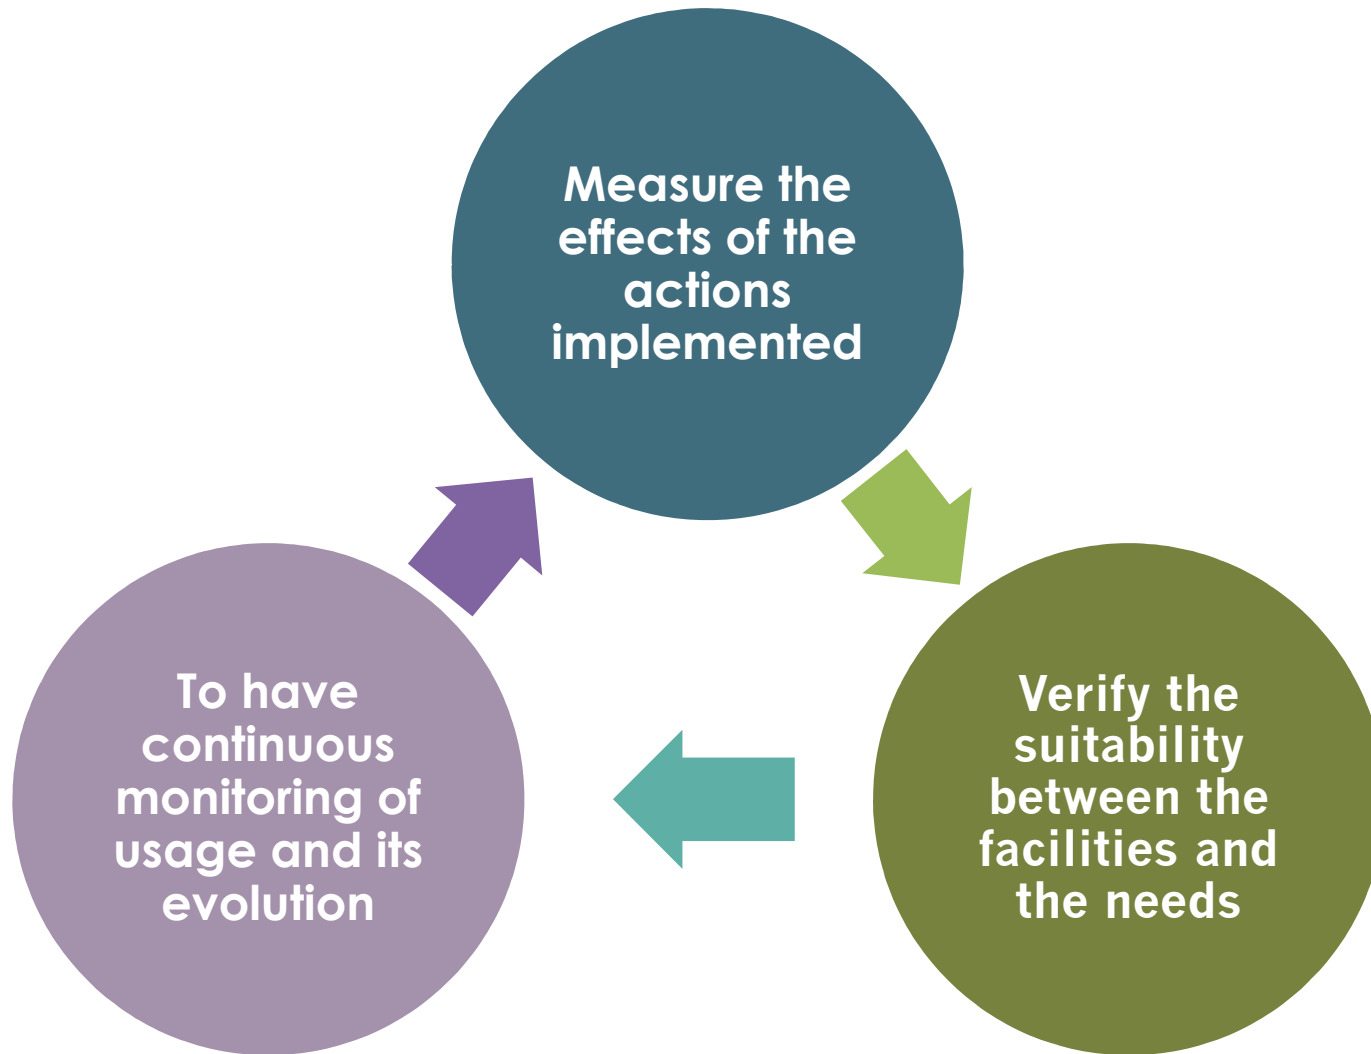 Measure the
effects of the
actions
implemented
Verify the
suitability
between the
facilities and
the needs
To have
continuous
monitoring of
usage and its
evolution